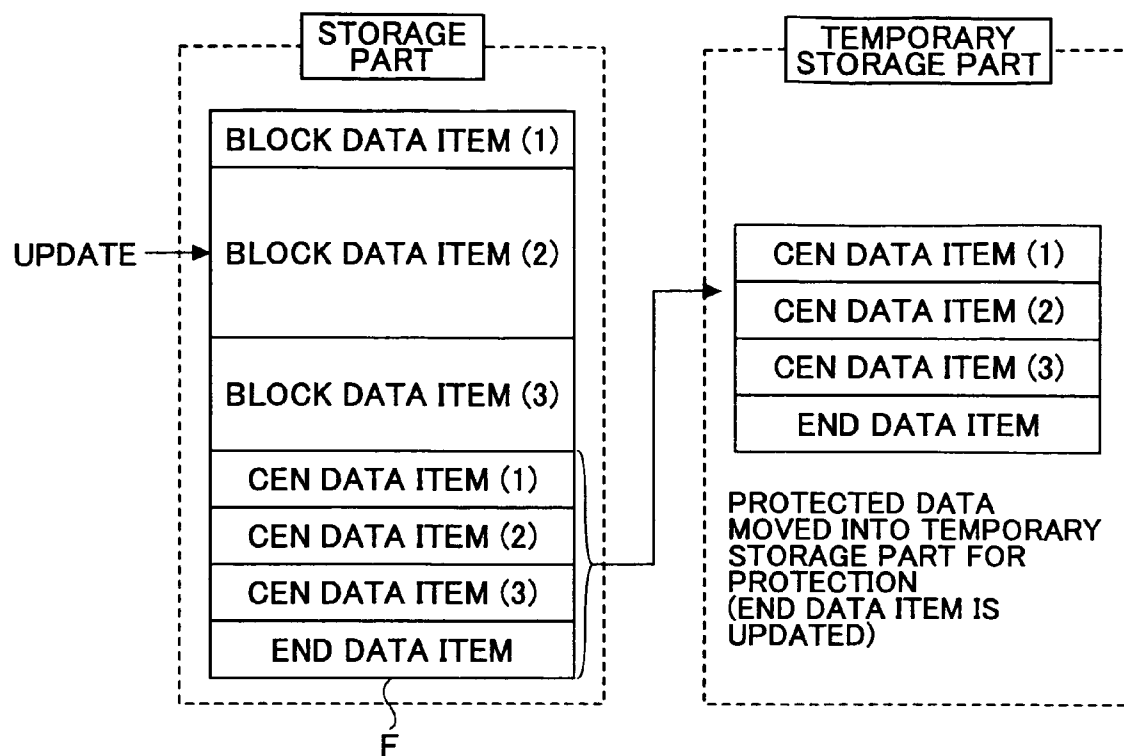 STORAGE
PART
BLOCK DATA ITEM (1)
UPDATE
BLOCK DATA ITEM (2)
BLOCK DATA ITEM (3)
CEN DATA ITEM (1)
CEN DATA ITEM (2)
CEN DATA ITEM (3)
END DATA ITEM
F
TEMPORARY
STORAGE PART
CEN DATA ITEM (1)
CEN DATA ITEM (2)
CEN DATA ITEM (3)
END DATA ITEM
PROTECTED DATA
MOVED INTO TEMPORARY
STORAGE PART FOR
PROTECTION
(END DATA ITEM IS
UPDATED)